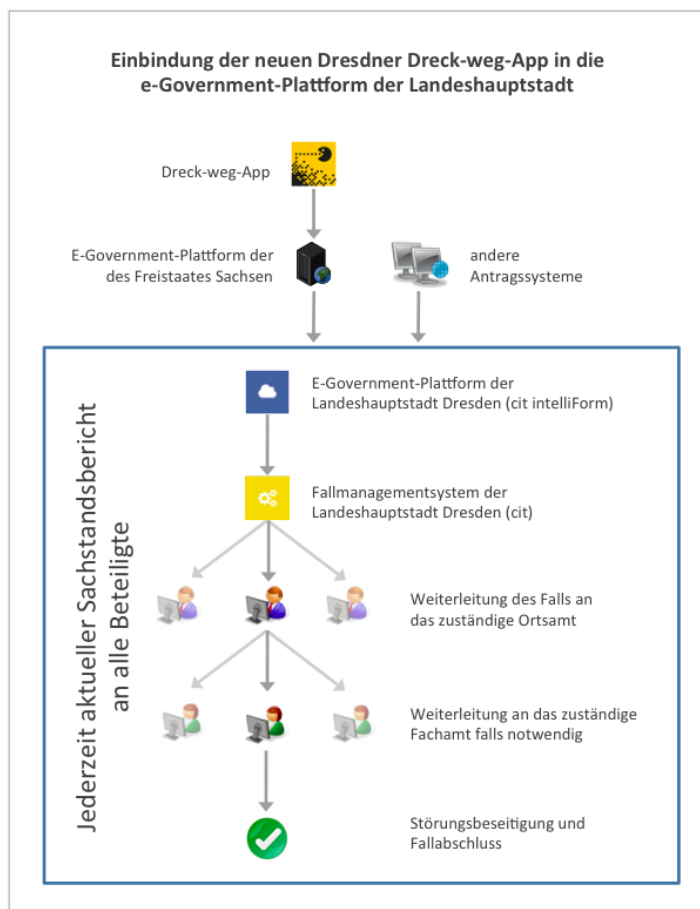 Einbindung der neuen Dresdner Dreck-weg-App in die
e-Government-Plattform der Landeshauptstadt
Dreck-weg-App
E-Government-Plattform der
des Freistaates Sachsen
andere
Antragssysteme
Jederzeit aktueller Sachstandsbericht
an alle Beteiligte
E-Government-Plattform der
Landeshauptstadt Dresden (cit intelliForm)
Fallmanagementsystem der
Landeshauptstadt Dresden (cit)
Weiterleitung des Falls an
das zuständige Ortsamt
Weiterleitung an das zuständige
Fachamt falls notwendig
Störungsbeseitigung und
Fallabschluss